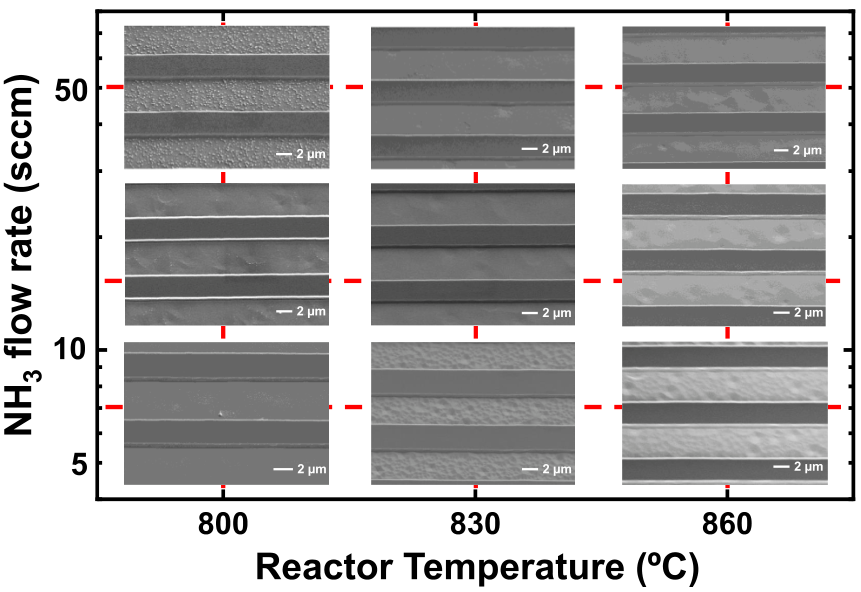 NH3 flow rate (sccm)
50
10
5
2 µm
2 µm
2 µm
2 µm
2 µm
2 µm
2 µm
2 µm
2 µm
800
830
860
Reactor Temperature (ºC)